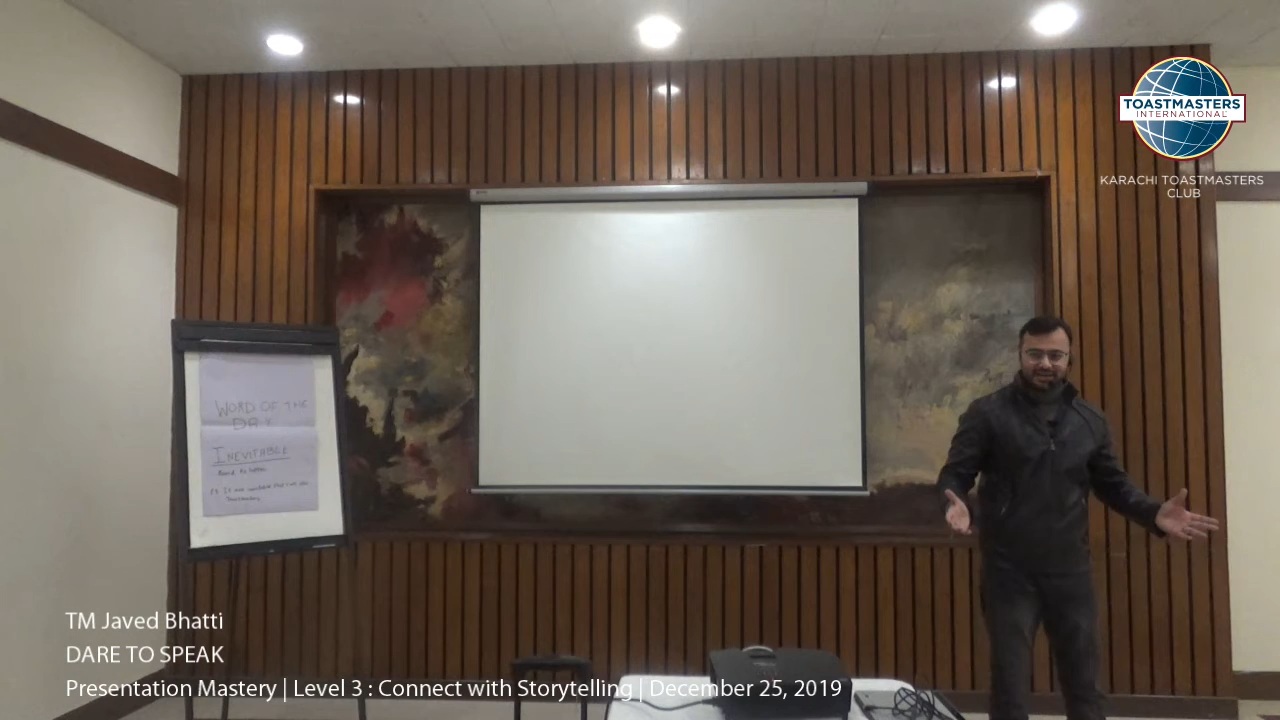 TOASTMASTERS
INTERNATIONAL
KARACHI TOASTMASTERS
CLUB
WORD OF THE
DAY
INEVITABLE
TM Javed Bhatti
DARE TO SPEAK
Presentation Mastery | Level 3 : Connect with Storytelling | December 25, 2019